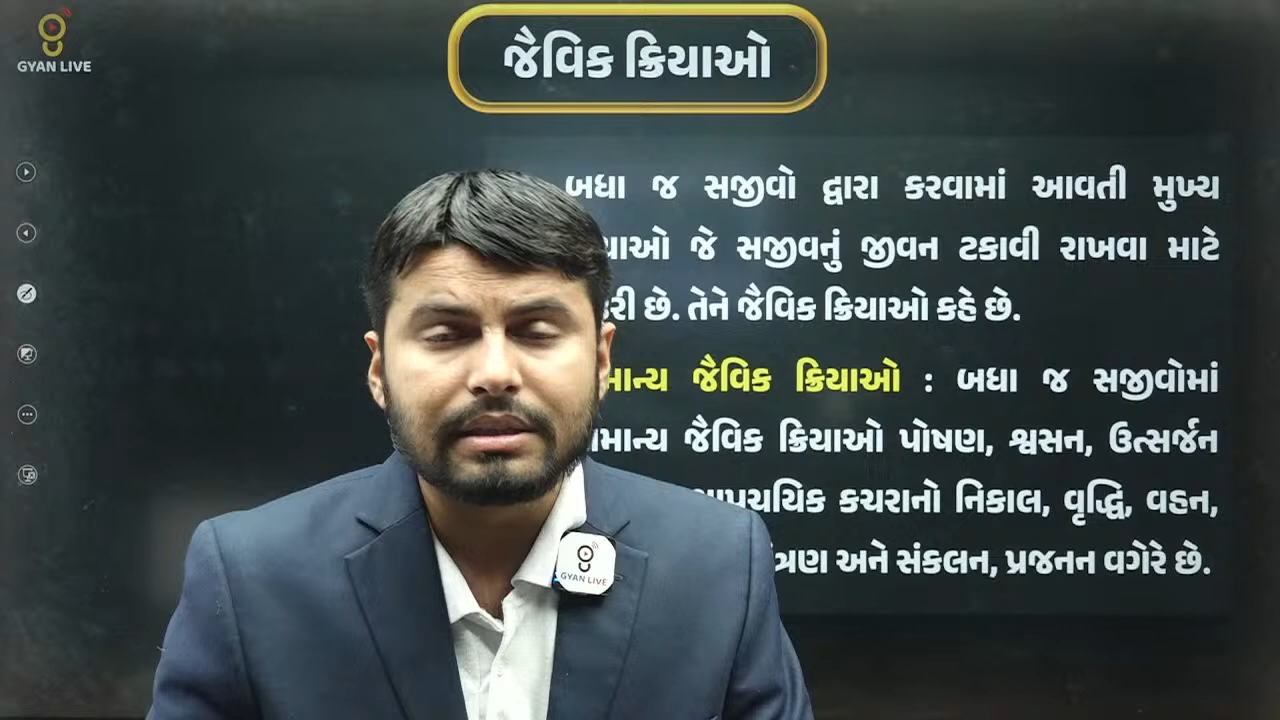 GYAN LIVE
જૈવિક ક્રિયાઓ
બધા જ સજીવો દ્વારા કરવામાં આવતી મુખ્ય
જે સજીવનું જીવન ટકાવી રાખવા માટે
છે. તેને જૈવિક ક્રિયાઓ કહે છે.
જૈવિક ક્રિયાઓ : બધા જ સજીવોમાં
જૈવિક ક્રિયાઓ પોષણ, શ્વસન, ઉત્સર્જન
કચરાનો નિકાલ, વૃદ્ધિ, વહન,
અને સંકલન, પ્રજનન વગેરે છે.
GYAN LIVE